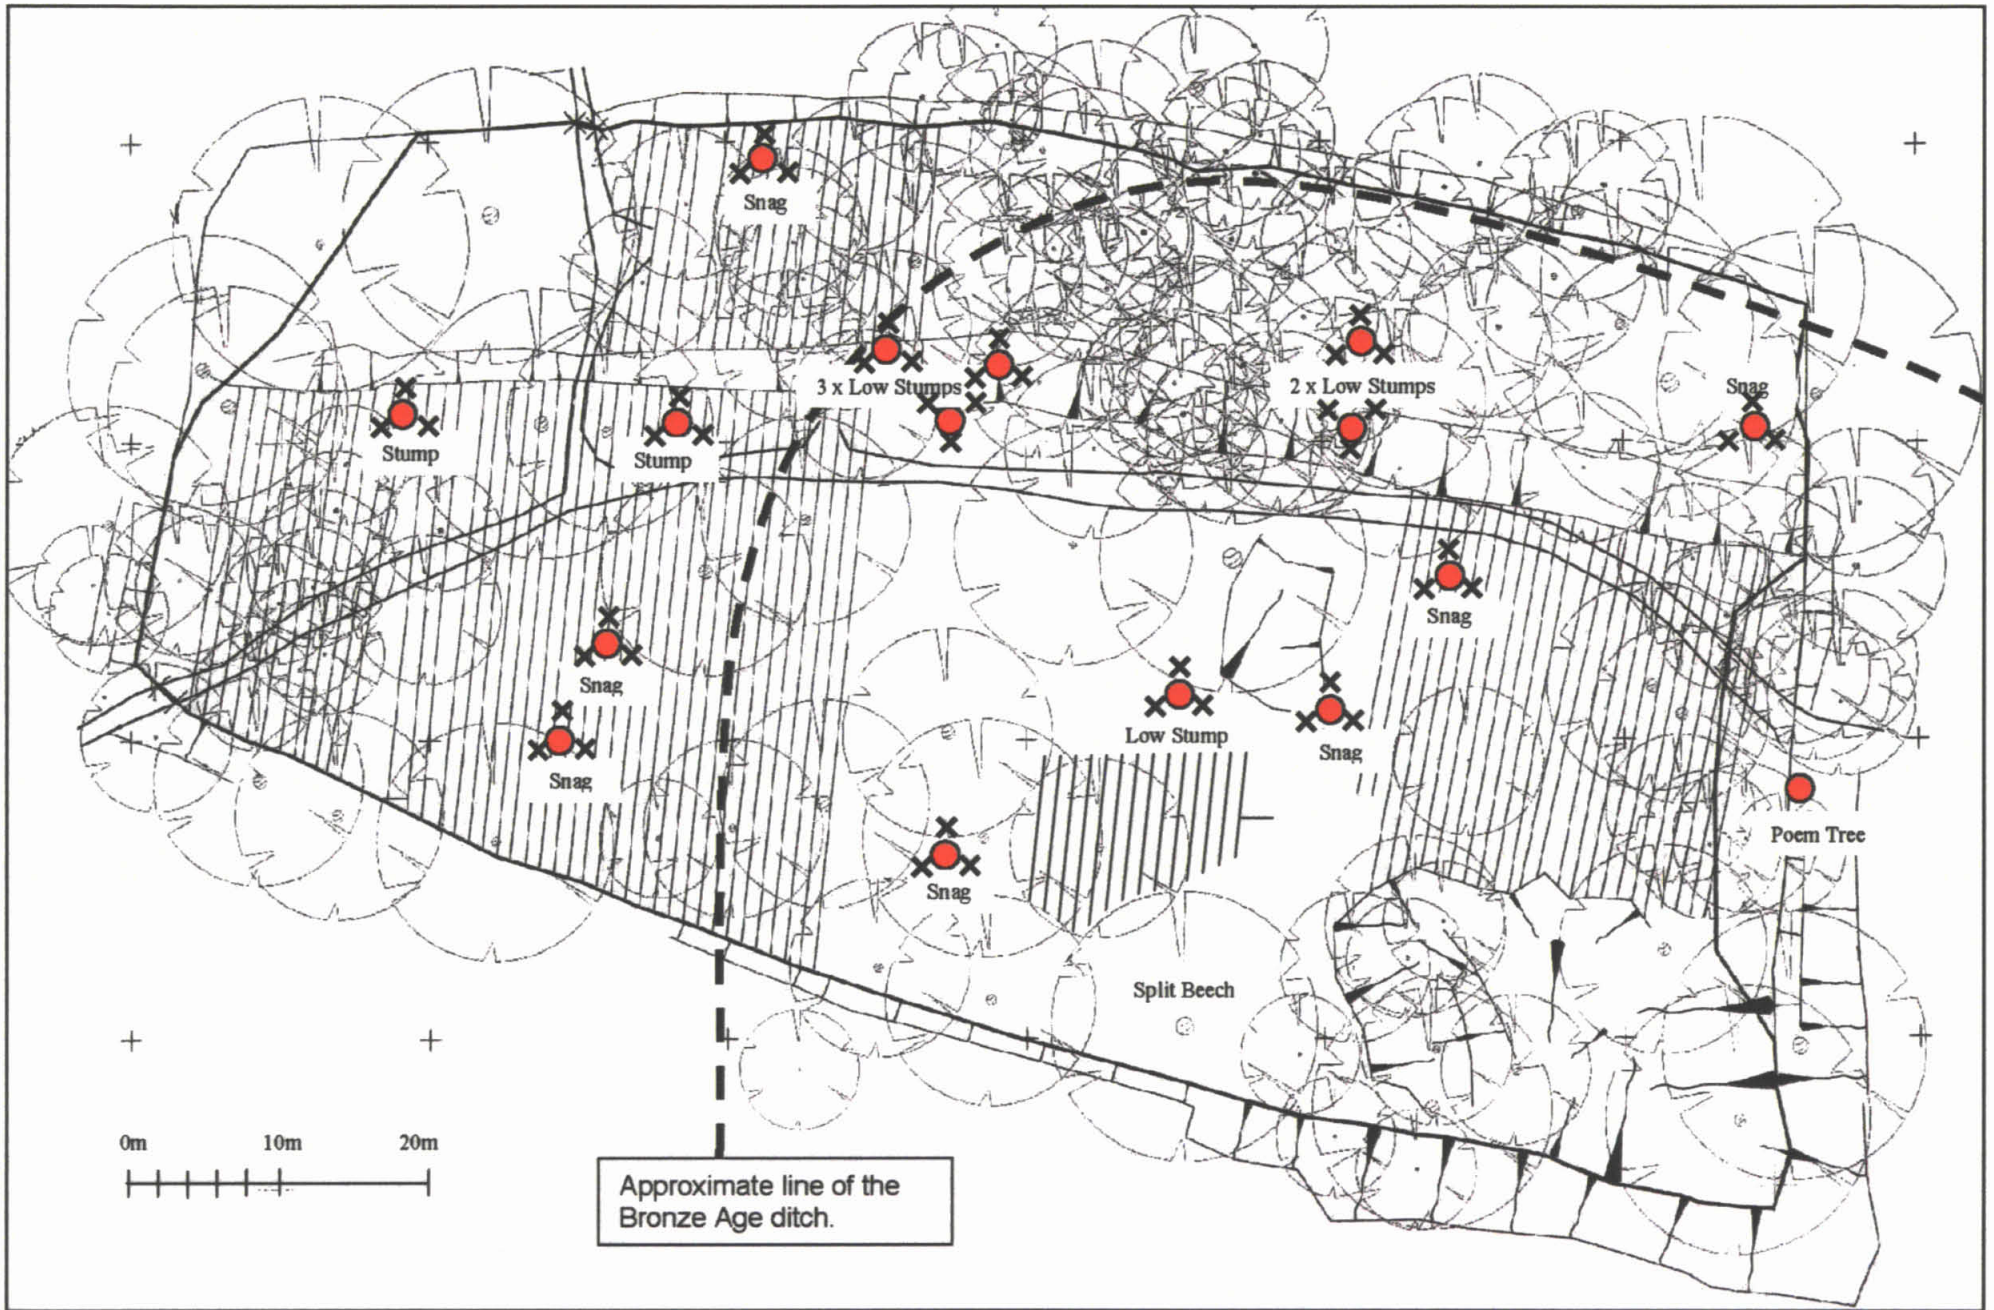 Snag
3 x Low Stumps
2 x Low Stumps
Snag
Stump
Stump
Snag
Snag
Low Stump
Snag
Snag
Poem Tree
Snag
Split Beech
0m 10m 20m
Approximate line of the
Bronze Age ditch.